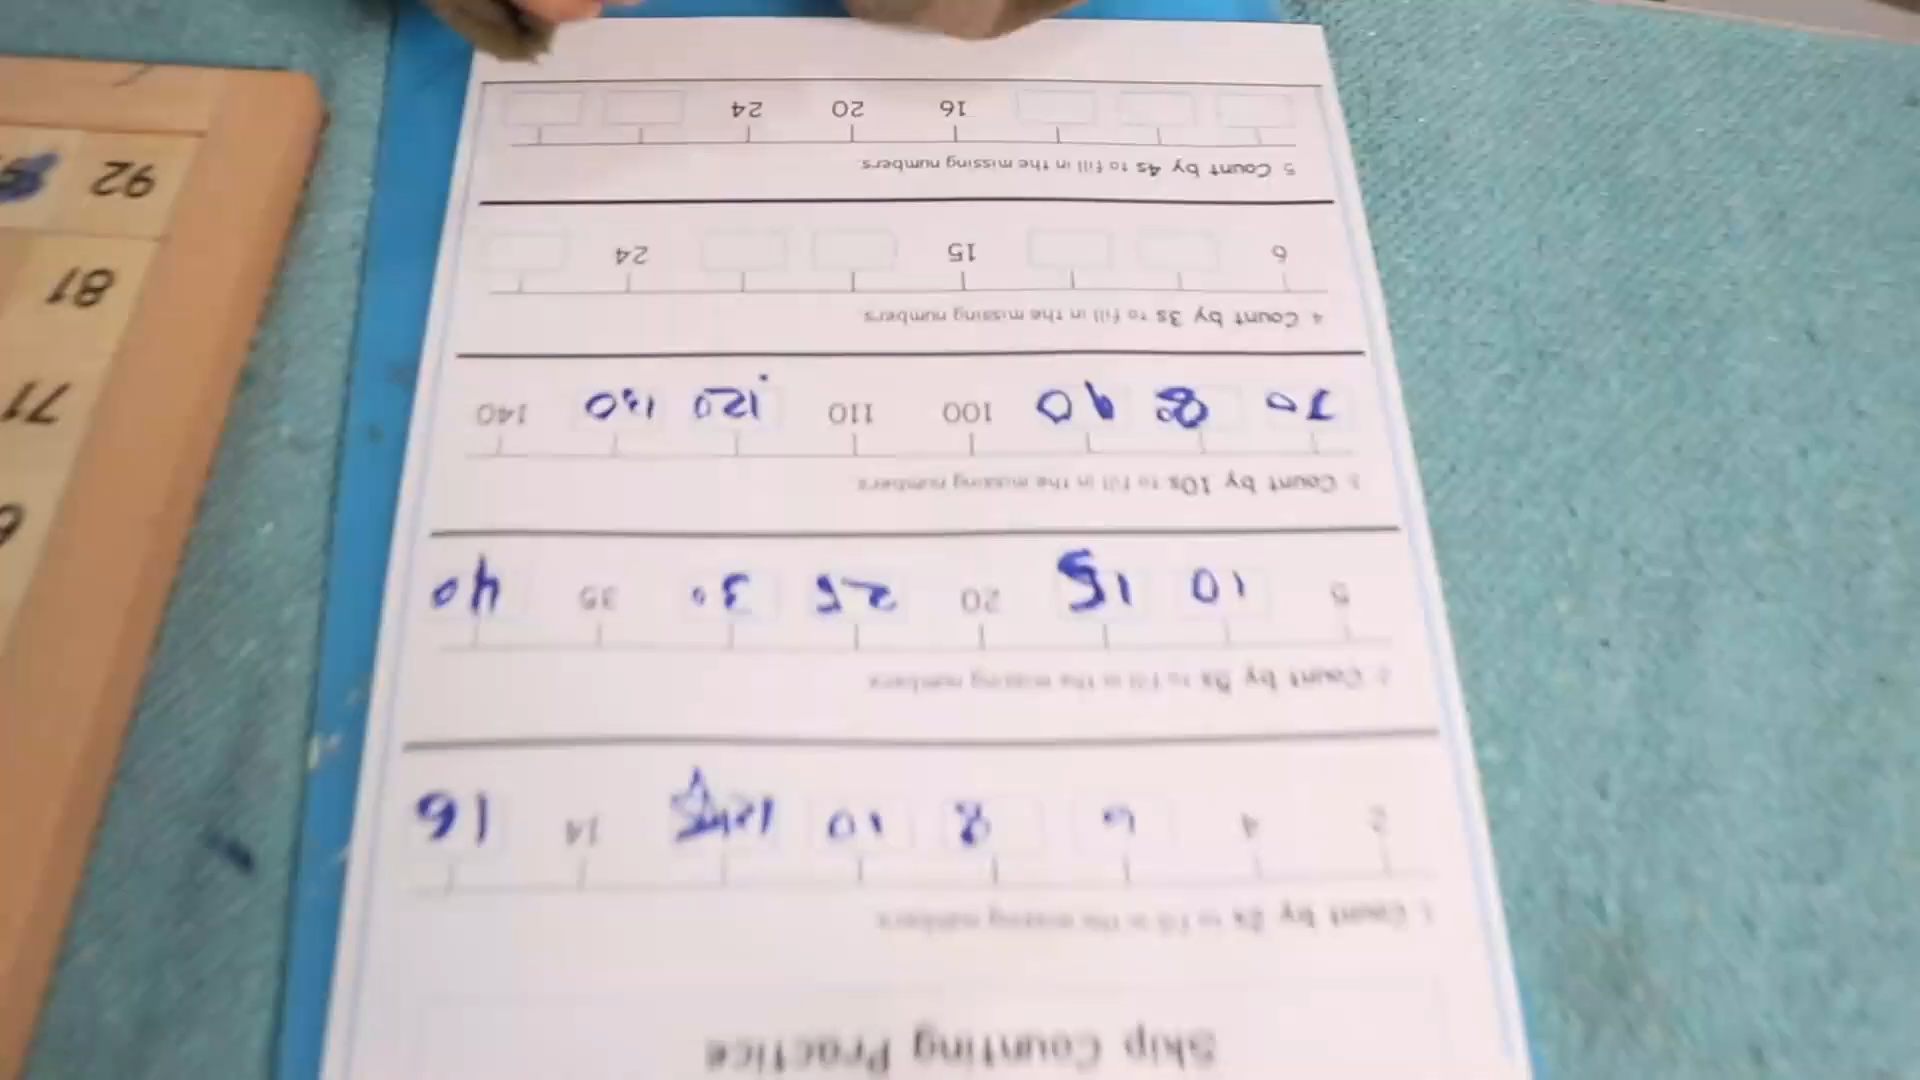 Skip Counting Practice
1. Count by 2s to fill in the missing numbers.
2 4 6 8 10 12 14 16
2. Count by 5s to fill in the missing numbers.
5 10 15 20 25 30 35 40
3. Count by 10s to fill in the missing numbers.
70 80 90 100 110 120 130 140
4. Count by 3s to fill in the missing numbers.
6 15 24
5. Count by 4s to fill in the missing numbers.
16 20 24
71
81
92